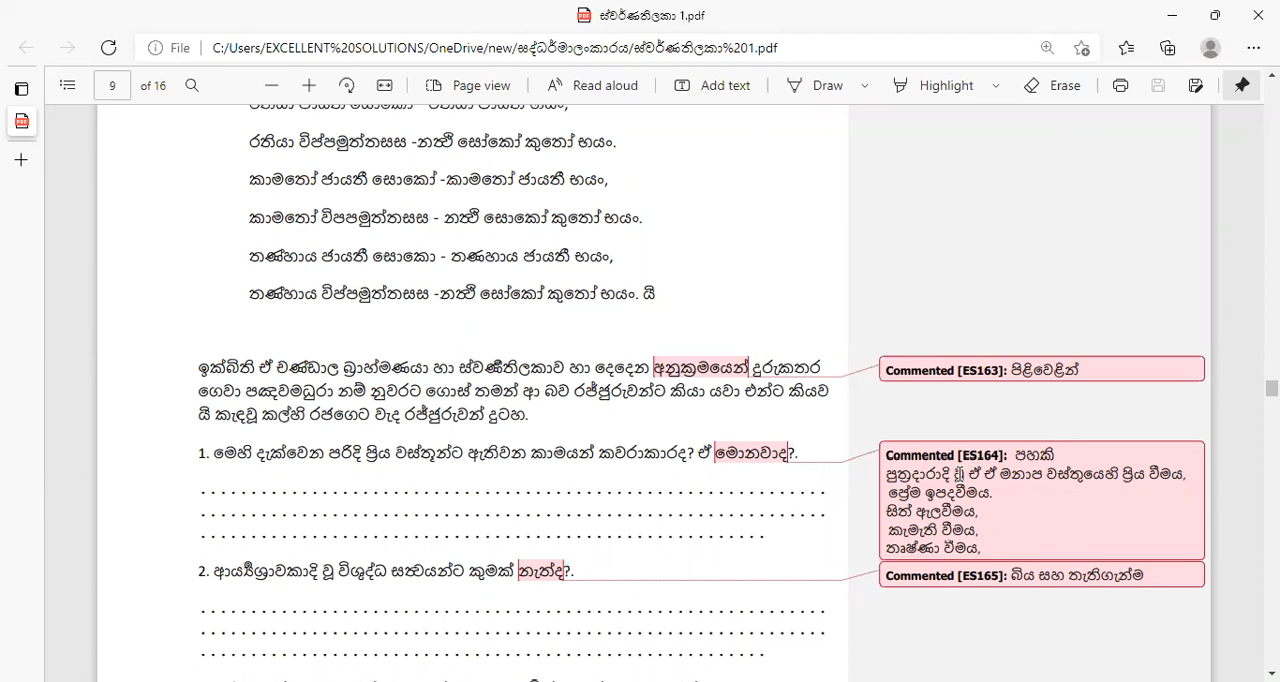 ස්වර්ණතිලකා 1.pdf
File C:/Users/EXCELLENT%20SOLUTIONS/OneDrive/new/සද්ධර්මාලංකාරය/ස්වර්ණතිලකා%201.pdf
9 of 16 Page view Read aloud Add text Draw Highlight Erase
රතියා විප්පමුත්තසස -නත්‍ථි සෝකෝ කුතෝ භයං.
කාමතෝ ජායතී සොකෝ -කාමතෝ ජායතී භයං,
කාමතෝ විපපමුත්තසස - නත්‍ථි සොකෝ කුතෝ භයං.
තණ්හාය ජායතී සොකො - තණහාය ජායතී භයං,
තණ්හාය විප්පමුත්තසස -නත්‍ථි සෝකෝ කුතෝ භයං. යි
ඉක්බිති ඒ චණ්ඩාල බ්‍රාහ්මණයා හා ස්වර්‍ණතිලකාව හා දෙදෙන අනුක්‍රමයෙන් දුරුකතර
ගෙවා පඤචමධුරා නම් නුවරට ගොස් තමන් ආ බව රජ්ජුරුවන්ට කියා යවා එන්ට කියව
යි කැඳවූ කල්හි රජගෙට වැද රජ්ජුරුවන් දුටහ.
Commented [ES163]: පිළිවෙළින්
1. මෙහි දැක්වෙන පරිදි ප්‍රිය වස්තූන්ට ඇතිවන කාමයන් කවරාකාරද? ඒ මොනවාද?.
Commented [ES164]: පහකි
පුත්‍රදාරාදි වූ ඒ ඒ මනාප වස්තුයෙහි ප්‍රිය වීමය,
ප්‍රේම ඉපදවීමය.
සිත් ඇලවීමය,
කැමැති වීමය,
තෘෂ්ණා වීමය,
2. ආර්‍ය්‍යශ්‍රාවකාදි වූ විශුද්ධ සත්‍වයන්ට කුමක් නැත්ද?.
Commented [ES165]: බිය සහ තැතිගැන්ම